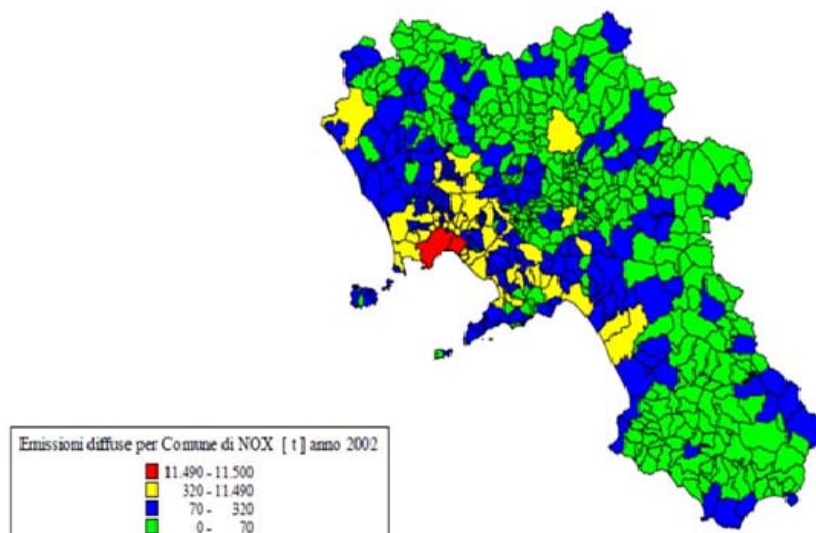 Emissioni diffuse per Comune di NOX [ t ] anno 2002
11.490 - 11.500
320 - 11.490
70 - 320
0 - 70